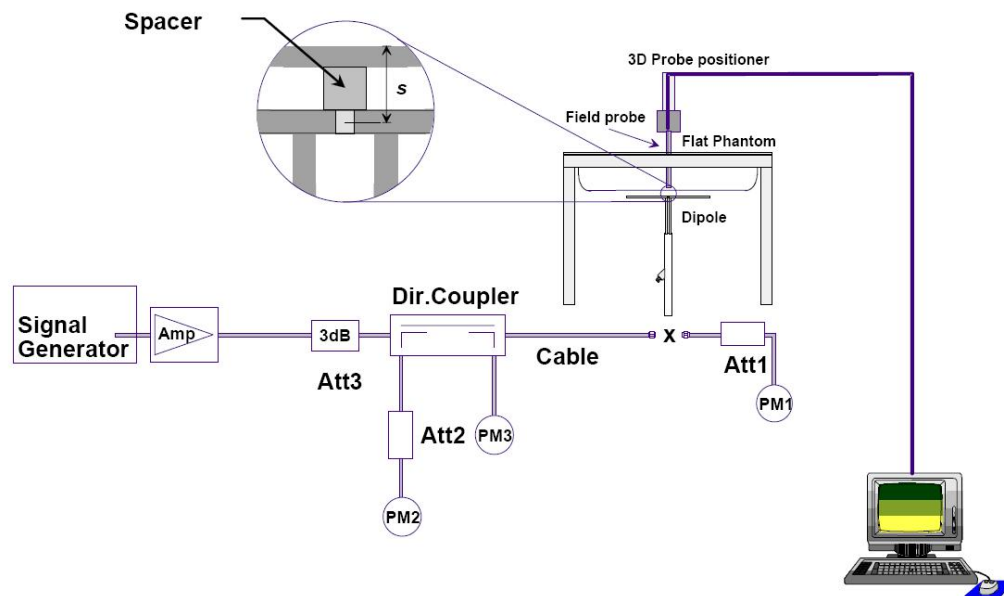 Spacer
s
3D Probe positioner
Field probe
Flat Phantom
Dipole
Dir.Coupler
Signal
Generator
Amp
3dB
Att3
Cable
x
Att1
PM1
Att2
PM3
PM2